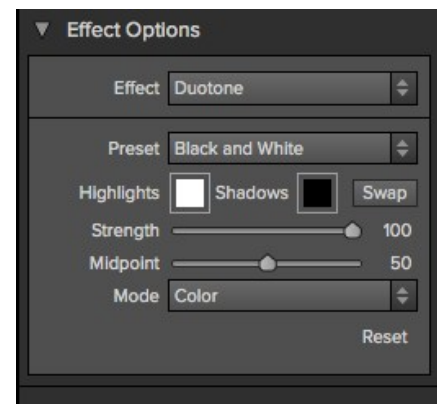 Effect Options
Effect Duotone
Preset Black and White
Highlights Shadows Swap
Strength 100
Midpoint 50
Mode Color
Reset